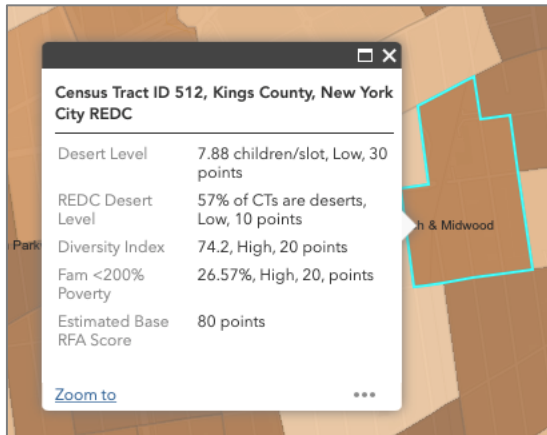 Census Tract ID 512, Kings County, New York
City REDC
Desert Level 7.88 children/slot, Low, 30
points
REDC Desert 57% of CTs are deserts,
Level Low, 10 points
Diversity Index 74.2, High, 20 points
Fam <200% 26.57%, High, 20, points
Poverty
Estimated Base 80 points
RFA Score
Zoom to
Park
h & Midwood